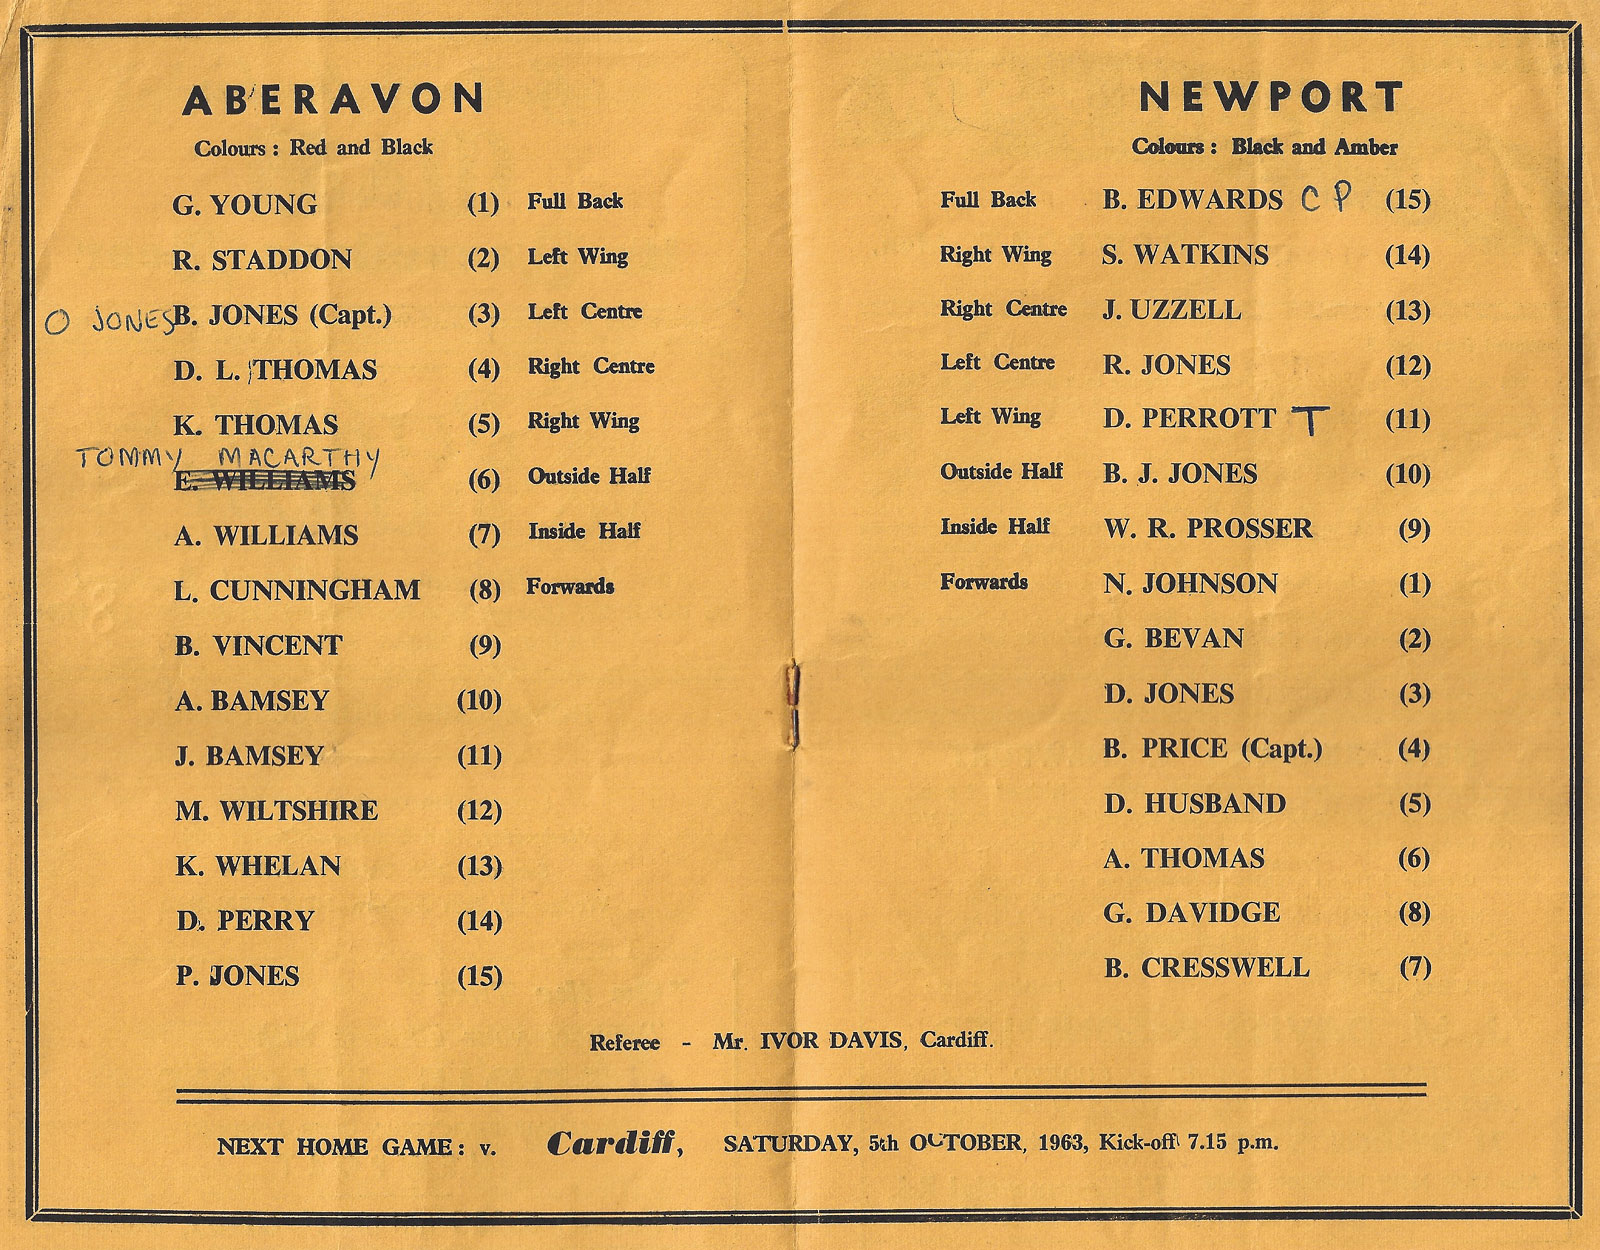 ABERAVON
Colours : Red and Black
G. YOUNG (1) Full Back
R. STADDON (2) Left Wing
O JONES B. JONES (Capt.) (3) Left Centre
D. L. THOMAS (4) Right Centre
K. THOMAS (5) Right Wing
TOMMY MACARTHY
E. WILLIAMS (6) Outside Half
A. WILLIAMS (7) Inside Half
L. CUNNINGHAM (8) Forwards
B. VINCENT (9)
A. BAMSEY (10)
J. BAMSEY (11)
M. WILTSHIRE (12)
K. WHELAN (13)
D. PERRY (14)
P. JONES (15)
NEWPORT
Colours : Black and Amber
Full Back B. EDWARDS C P (15)
Right Wing S. WATKINS (14)
Right Centre J. UZZELL (13)
Left Centre R. JONES (12)
Left Wing D. PERROTT T (11)
Outside Half B. J. JONES (10)
Inside Half W. R. PROSSER (9)
Forwards N. JOHNSON (1)
G. BEVAN (2)
D. JONES (3)
B. PRICE (Capt.) (4)
D. HUSBAND (5)
A. THOMAS (6)
G. DAVIDGE (8)
B. CRESSWELL (7)
Referee - Mr. IVOR DAVIS, Cardiff.
NEXT HOME GAME : v. Cardiff, SATURDAY, 5th OCTOBER, 1963, Kick-off 7.15 p.m.